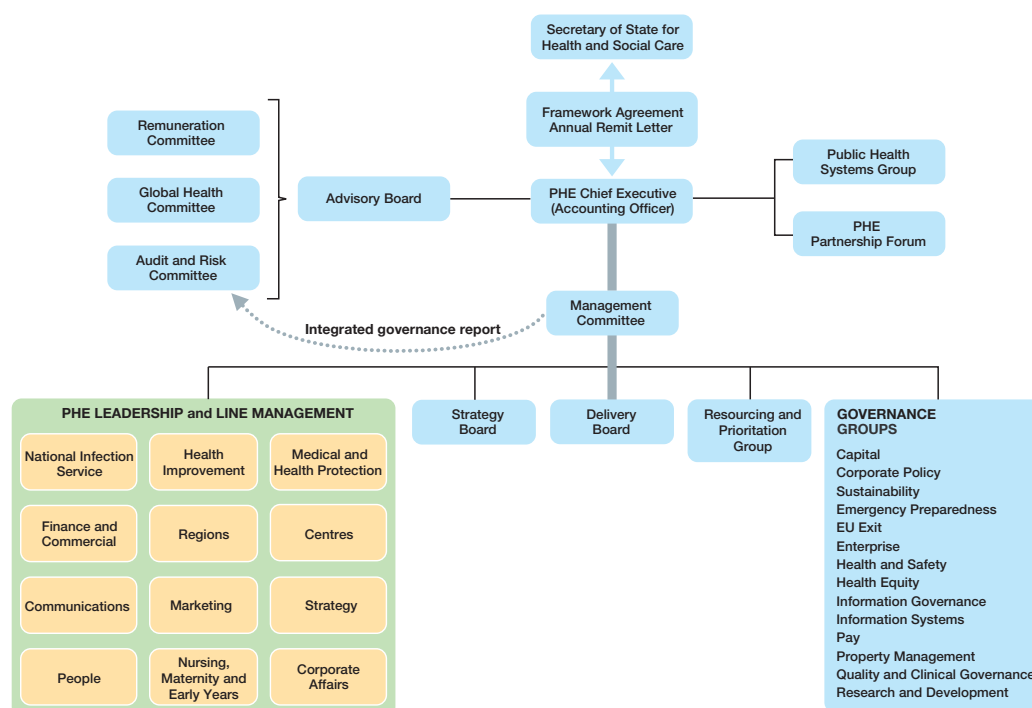 Secretary of State for
Health and Social Care
Framework Agreement
Annual Remit Letter
Remuneration
Committee
Global Health
Committee
Audit and Risk
Committee
Advisory Board
PHE Chief Executive
(Accounting Officer)
Public Health
Systems Group
PHE
Partnership Forum
Management
Committee
Integrated governance report
PHE LEADERSHIP and LINE MANAGEMENT
National Infection
Service
Health
Improvement
Medical and
Health Protection
Finance and
Commercial
Regions
Centres
Communications
Marketing
Strategy
People
Nursing,
Maternity and
Early Years
Corporate
Affairs
Strategy
Board
Delivery
Board
Resourcing and
Prioritation
Group
GOVERNANCE
GROUPS
Capital
Corporate Policy
Sustainability
Emergency Preparedness
EU Exit
Enterprise
Health and Safety
Health Equity
Information Governance
Information Systems
Pay
Property Management
Quality and Clinical Governance
Research and Development